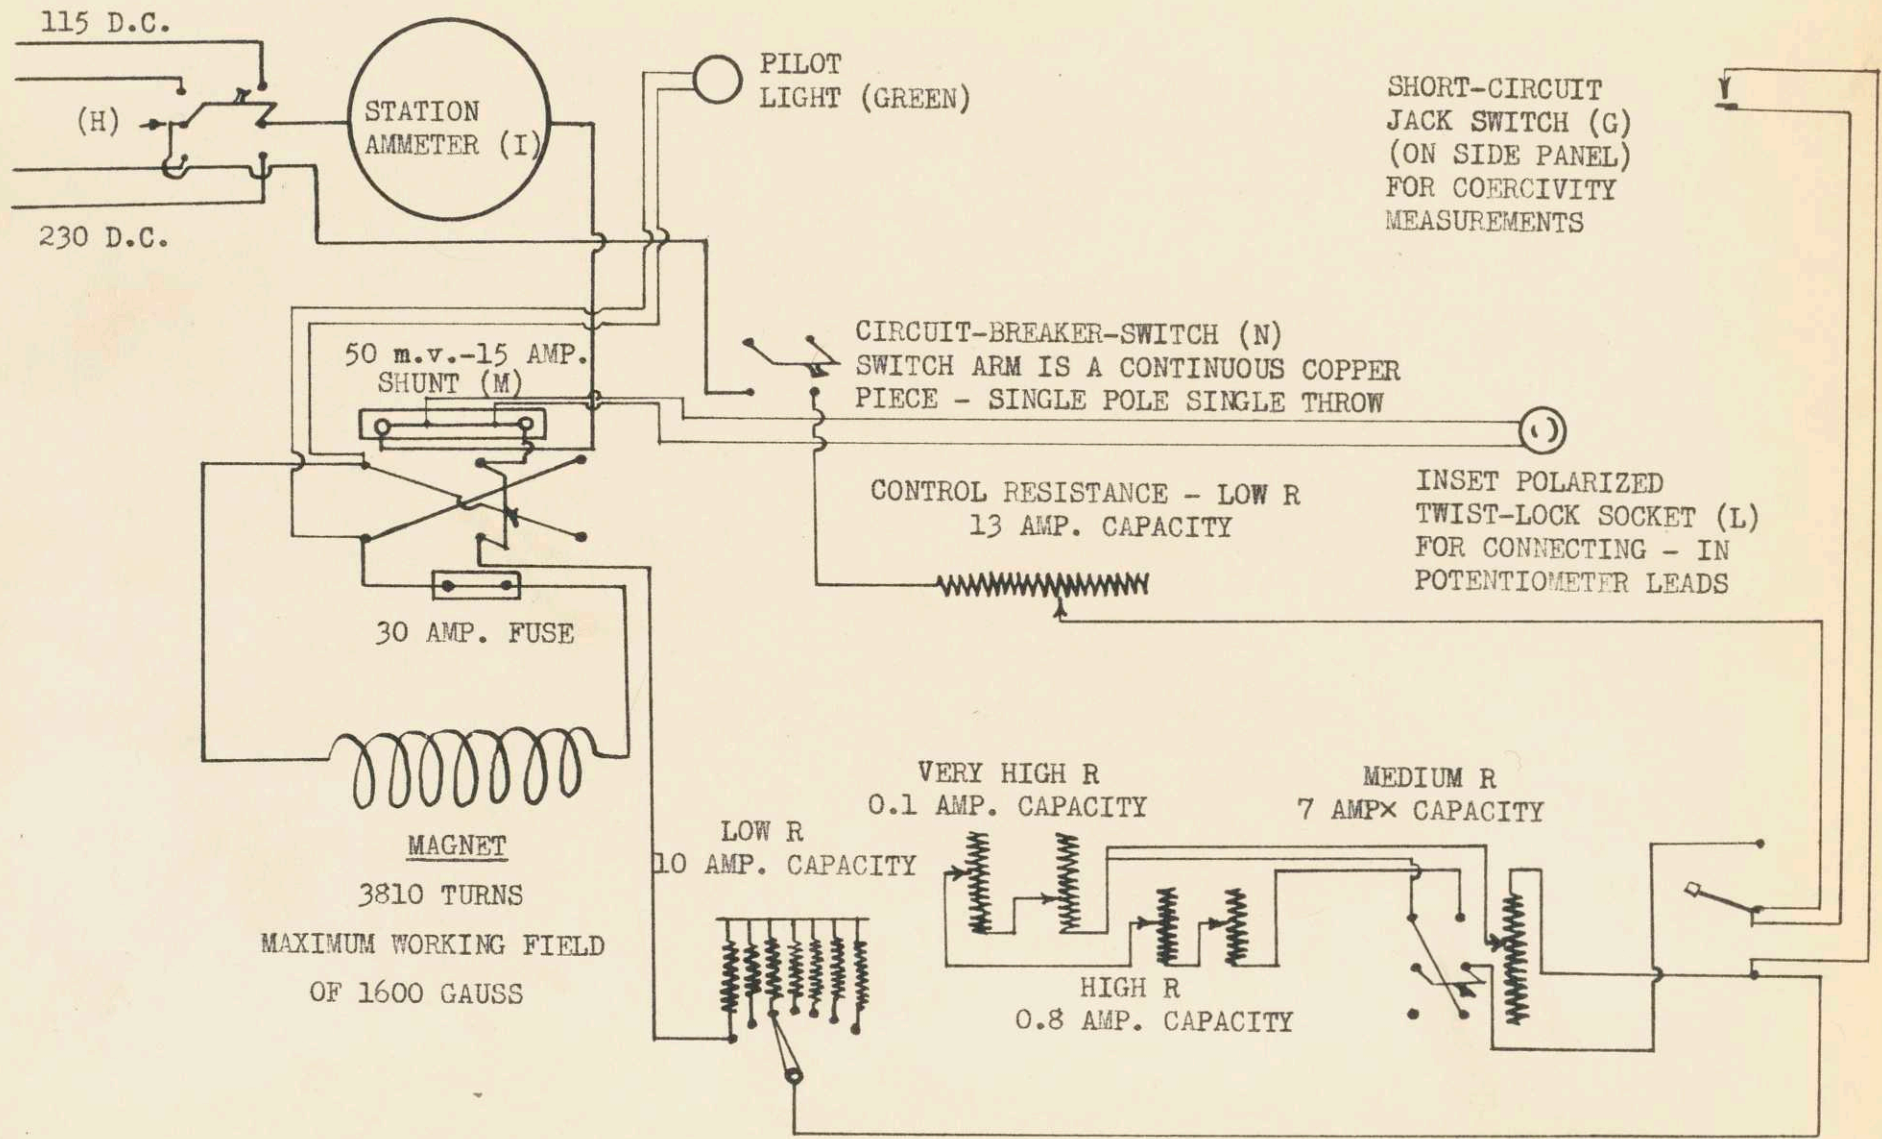 115 D.C.
(H)
230 D.C.
STATION
AMMETER (I)
PILOT
LIGHT (GREEN)
SHORT-CIRCUIT
JACK SWITCH (G)
(ON SIDE PANEL)
FOR COERCIVITY
MEASUREMENTS
50 m.v.-15 AMP.
SHUNT (M)
CIRCUIT-BREAKER-SWITCH (N)
SWITCH ARM IS A CONTINUOUS COPPER
PIECE - SINGLE POLE SINGLE THROW
CONTROL RESISTANCE - LOW R
13 AMP. CAPACITY
INSET POLARIZED
TWIST-LOCK SOCKET (L)
FOR CONNECTING - IN
POTENTIOMETER LEADS
30 AMP. FUSE
MAGNET
3810 TURNS
MAXIMUM WORKING FIELD
OF 1600 GAUSS
LOW R
10 AMP. CAPACITY
VERY HIGH R
0.1 AMP. CAPACITY
HIGH R
0.8 AMP. CAPACITY
MEDIUM R
7 AMPX CAPACITY